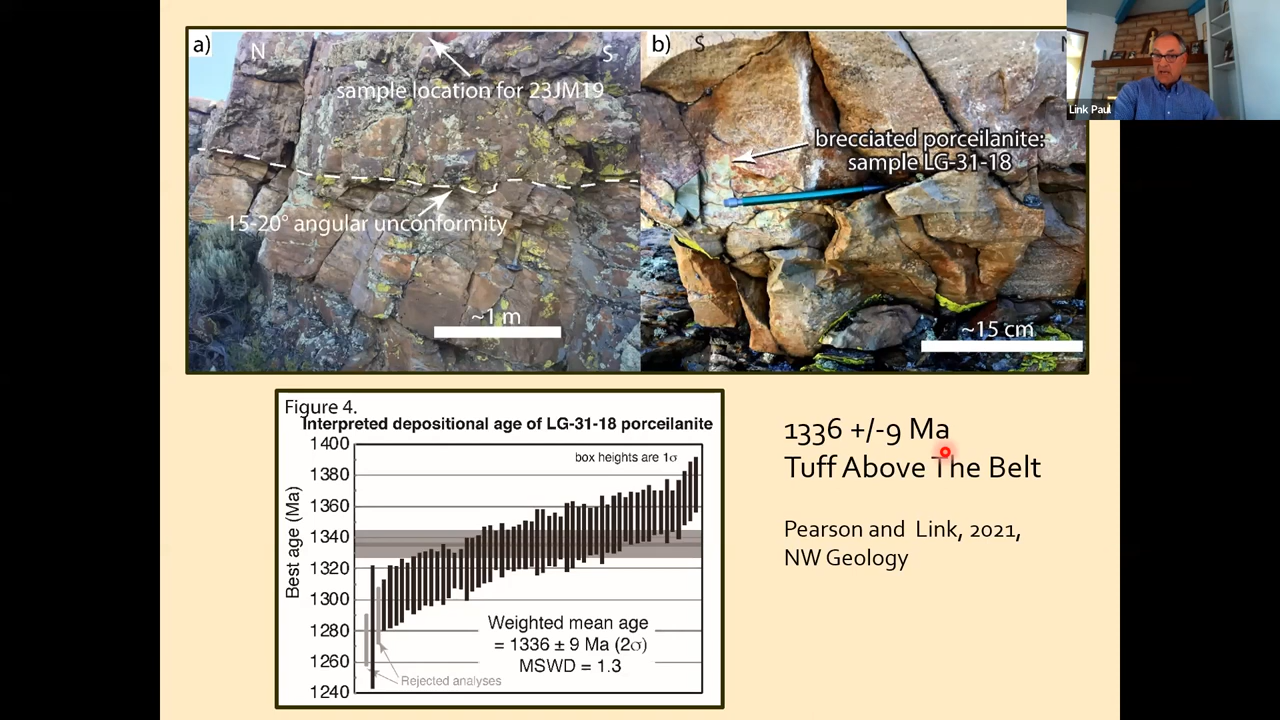 a)
N
S
sample location for 23JM19
15-20° angular unconformity
~1 m
b)
S
N
brecciated porceilanite:
sample LG-31-18
~15 cm
Link Paul
Figure 4.
Interpreted depositional age of LG-31-18 porceilanite
1400
1380
1360
1340
1320
1300
1280
1260
1240
Best age (Ma)
box heights are 1σ
Weighted mean age
= 1336 ± 9 Ma (2σ)
MSWD = 1.3
Rejected analyses
1336 +/-9 Ma
Tuff Above The Belt
Pearson and Link, 2021,
NW Geology